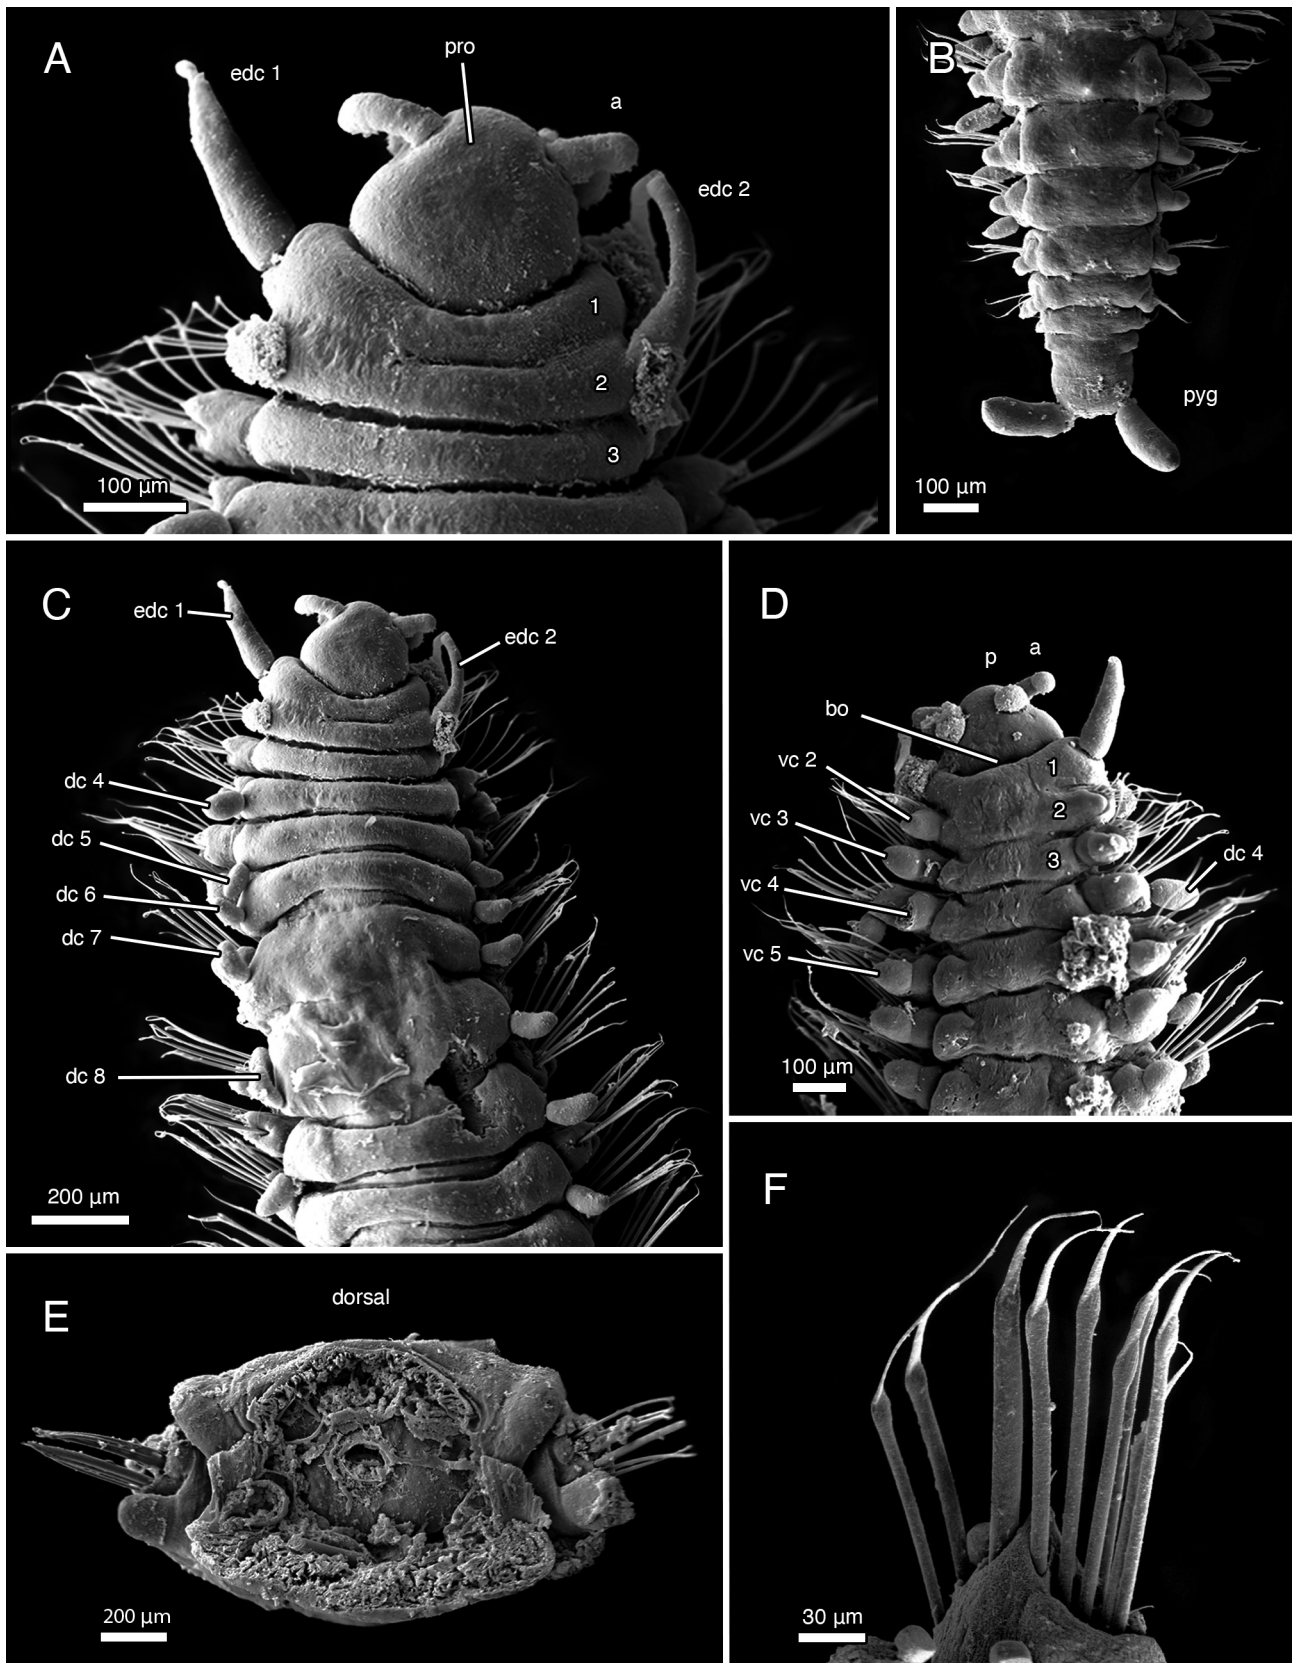 A
edc 1
pro
a
edc 2
1
2
3
100 µm
B
pyg
100 µm
C
edc 1
edc 2
dc 4
dc 5
dc 6
dc 7
dc 8
200 µm
D
p
a
bo
vc 2
vc 3
vc 4
vc 5
1
2
3
dc 4
100 µm
E
dorsal
200 µm
F
30 µm